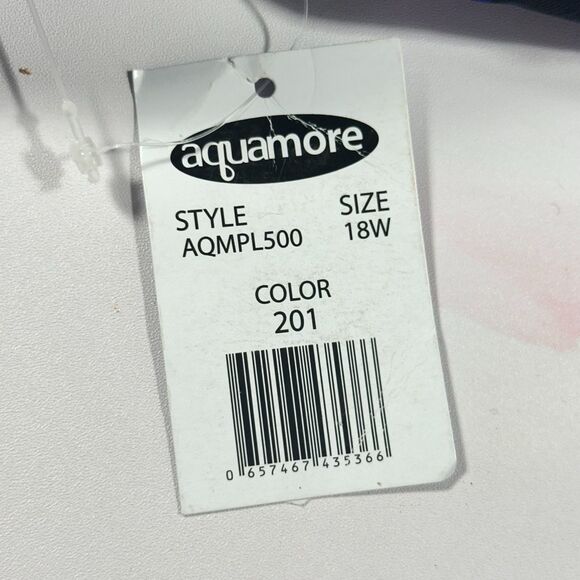 aquamore
STYLE SIZE
AQMPL500 18W
COLOR
201
0 657467 435366